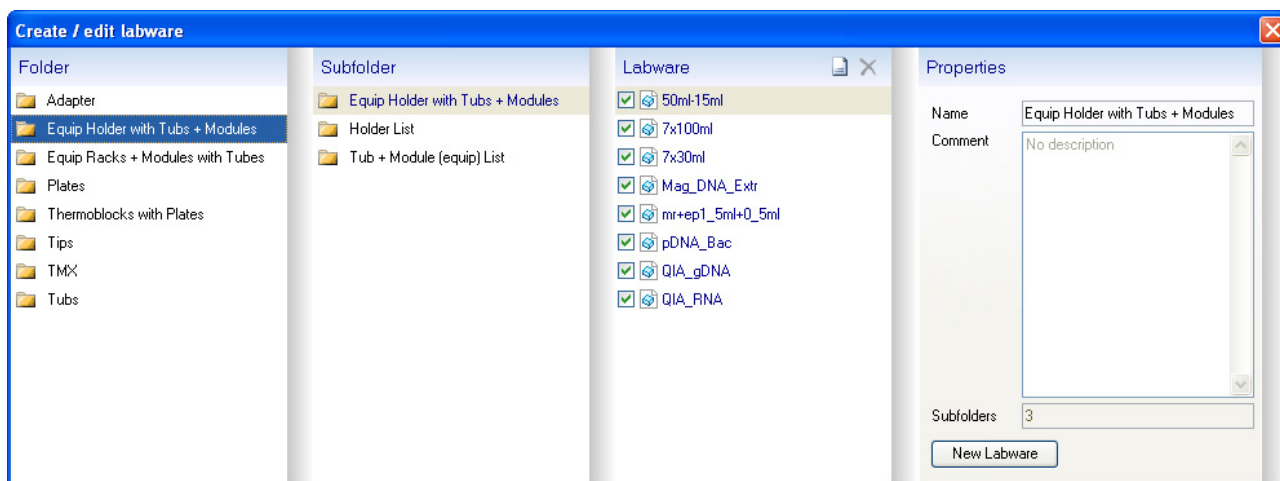 Create / edit labware
Folder
Adapter
Equip Holder with Tubs + Modules
Equip Racks + Modules with Tubes
Plates
Thermoblocks with Plates
Tips
TMX
Tubs
Subfolder
Equip Holder with Tubs + Modules
Holder List
Tub + Module (equip) List
Labware
50ml-15ml
7x100ml
7x30ml
Mag_DNA_Extr
mr+ep1_5ml+0_5ml
pDNA_Bac
QIA_gDNA
QIA_RNA
Properties
Name Equip Holder with Tubs + Modules
Comment No description
Subfolders 3
New Labware